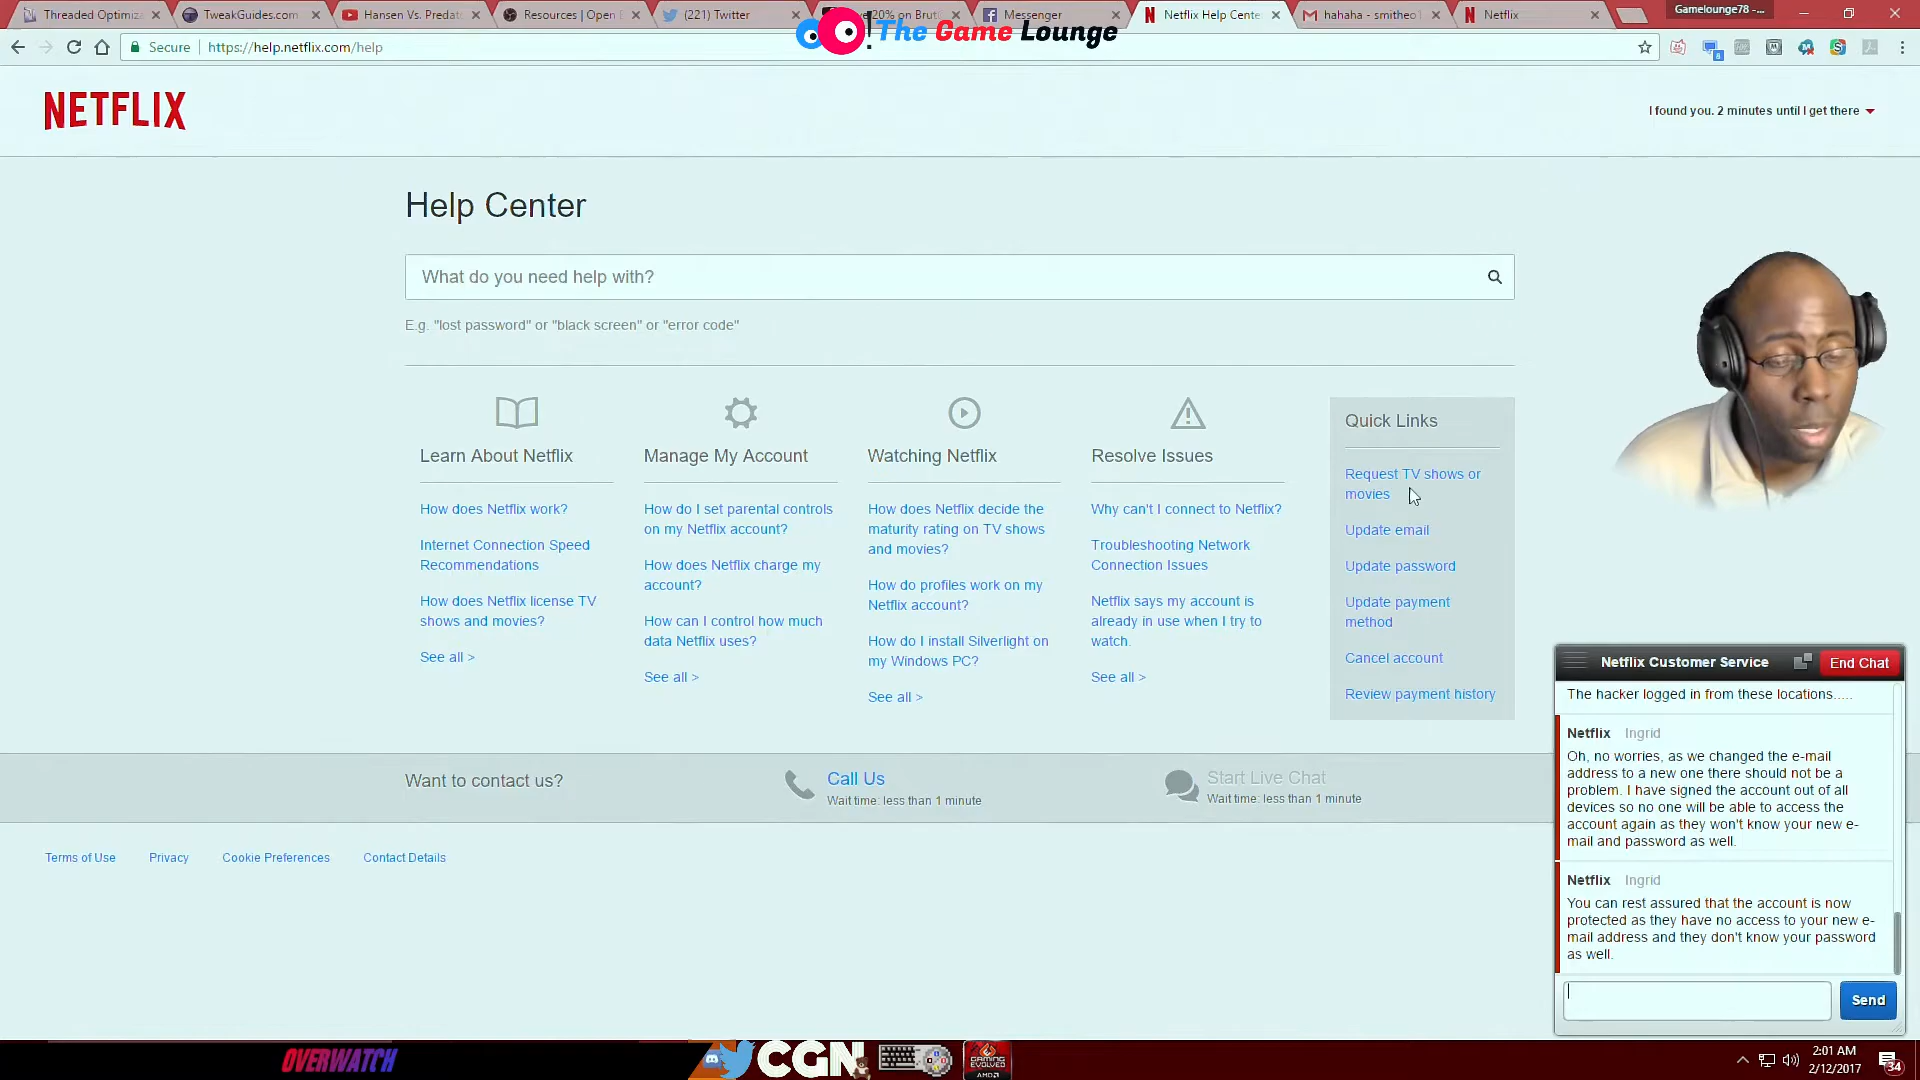 Threaded Optimiz
TweakGuides.com
Hansen Vs. Predat
Resources | Open
(221) Twitter
20% on Brut
Messenger
Netflix Help Cente
hahaha - smitheo
Netflix
Gamelounge78 -...
Secure
https://help.netflix.com/help
! The Game Lounge
NETFLIX
I found you. 2 minutes until I get there
Help Center
What do you need help with?
E.g. "lost password" or "black screen" or "error code"
Learn About Netflix
How does Netflix work?
Internet Connection Speed
Recommendations
How does Netflix license TV
shows and movies?
See all >
Manage My Account
How do I set parental controls
on my Netflix account?
How does Netflix charge my
account?
How can I control how much
data Netflix uses?
See all >
Watching Netflix
How does Netflix decide the
maturity rating on TV shows
and movies?
How do profiles work on my
Netflix account?
How do I install Silverlight on
my Windows PC?
See all >
Resolve Issues
Why can't I connect to Netflix?
Troubleshooting Network
Connection Issues
Netflix says my account is
already in use when I try to
watch.
See all >
Quick Links
Request TV shows or
movies
Update email
Update password
Update payment
method
Cancel account
Review payment history
Want to contact us?
Call Us
Wait time: less than 1 minute
Start Live Chat
Wait time: less than 1 minute
Terms of Use
Privacy
Cookie Preferences
Contact Details
Netflix Customer Service
End Chat
The hacker logged in from these locations.....
Netflix Ingrid
Oh, no worries, as we changed the e-mail
address to a new one there should not be a
problem. I have signed the account out of all
devices so no one will be able to access the
account again as they won't know your new e-
mail and password as well.
Netflix Ingrid
You can rest assured that the account is now
protected as they have no access to your new e-
mail address and they don't know your password
as well.
Send
OVERWATCH
CGN
GAMING
EVOLVED
AMD
2:01 AM
2/12/2017
34